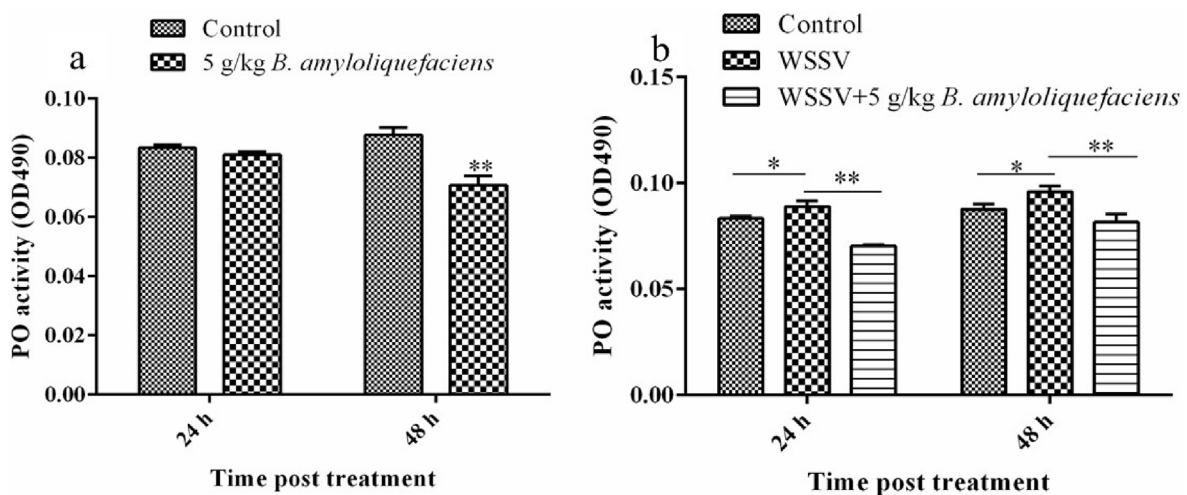 a
Control
5 g/kg B. amyloliquefaciens
PO activity (OD490)
0.10
0.08
0.06
0.04
0.02
0.00
**
24 h
48 h
Time post treatment
b
Control
WSSV
WSSV+5 g/kg B. amyloliquefaciens
PO activity (OD490)
0.15
0.10
0.05
0.00
*
**
*
**
24 h
48 h
Time post treatment